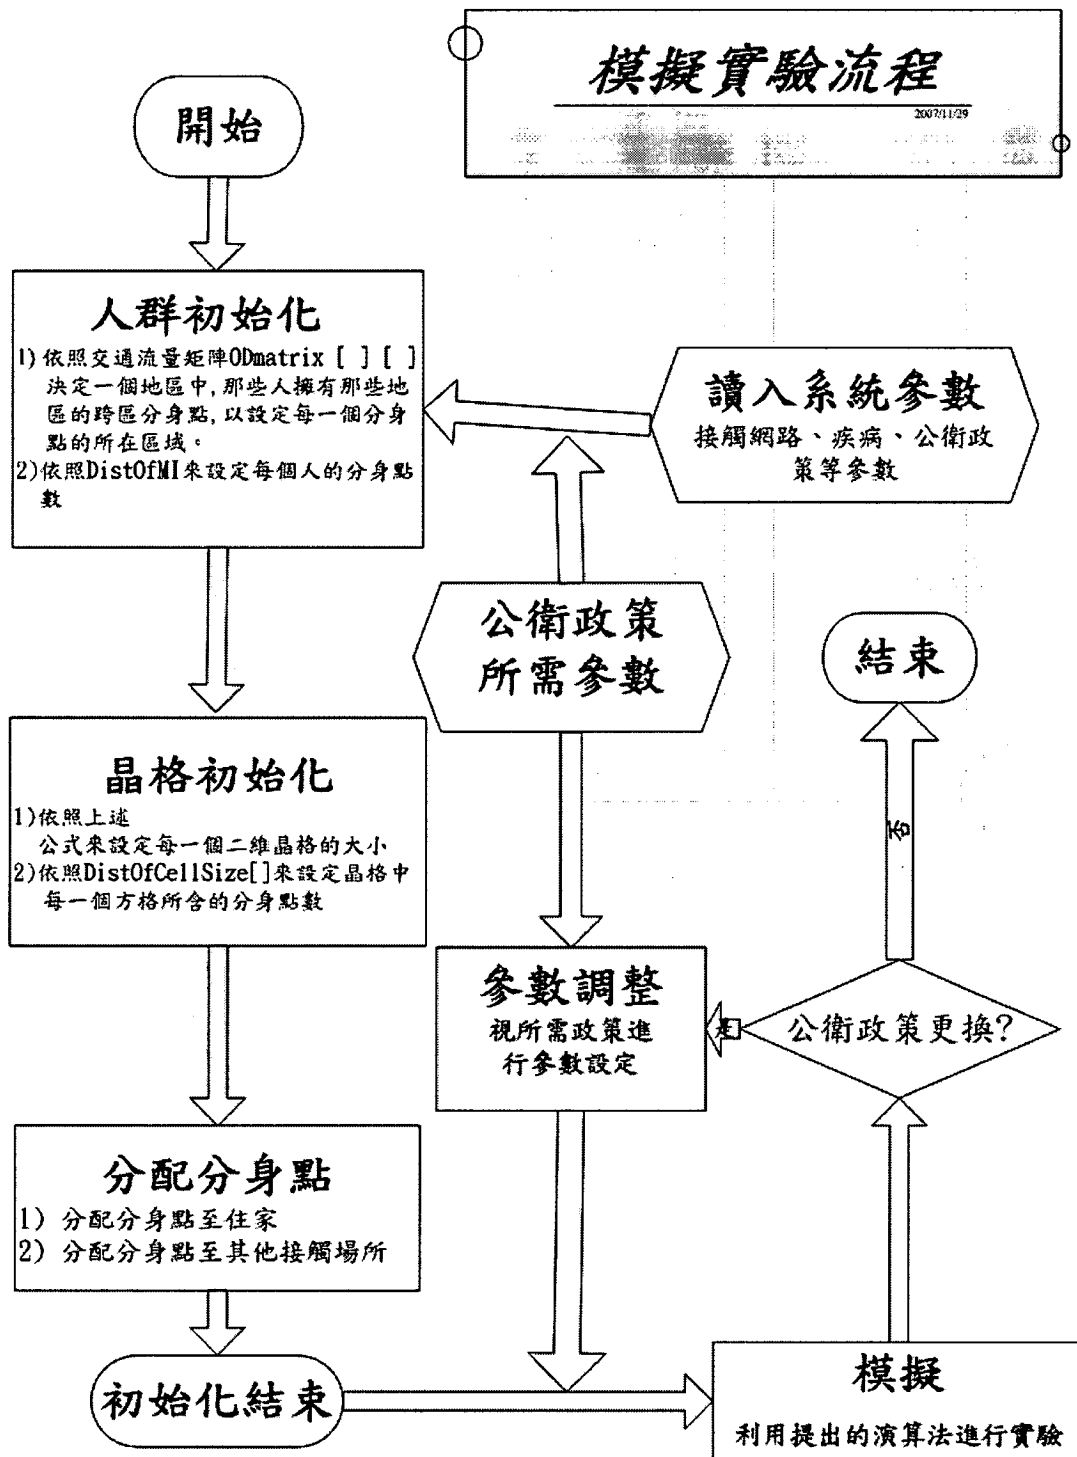 模擬實驗流程
2007/11/29
開始
人群初始化
1) 依照交通流量矩陣ODmatrix [ ] [ ]
決定一個地區中, 那些人擁有那些地
區的跨區分身點, 以設定每一個分身
點的所在區域。
2)依照DistOfMI來設定每個人的分身點
數
讀入系統參數
接觸網路、疾病、公衛政
策等參數
公衛政策
所需參數
結束
晶格初始化
1)依照上述
公式來設定每一個二維晶格的大小
2)依照DistOfCellSize[]來設定晶格中
每一個方格所含的分身點數
否
參數調整
視所需政策進
行參數設定
是
公衛政策更換?
分配分身點
1) 分配分身點至住家
2) 分配分身點至其他接觸場所
初始化結束
模擬
利用提出的演算法進行實驗